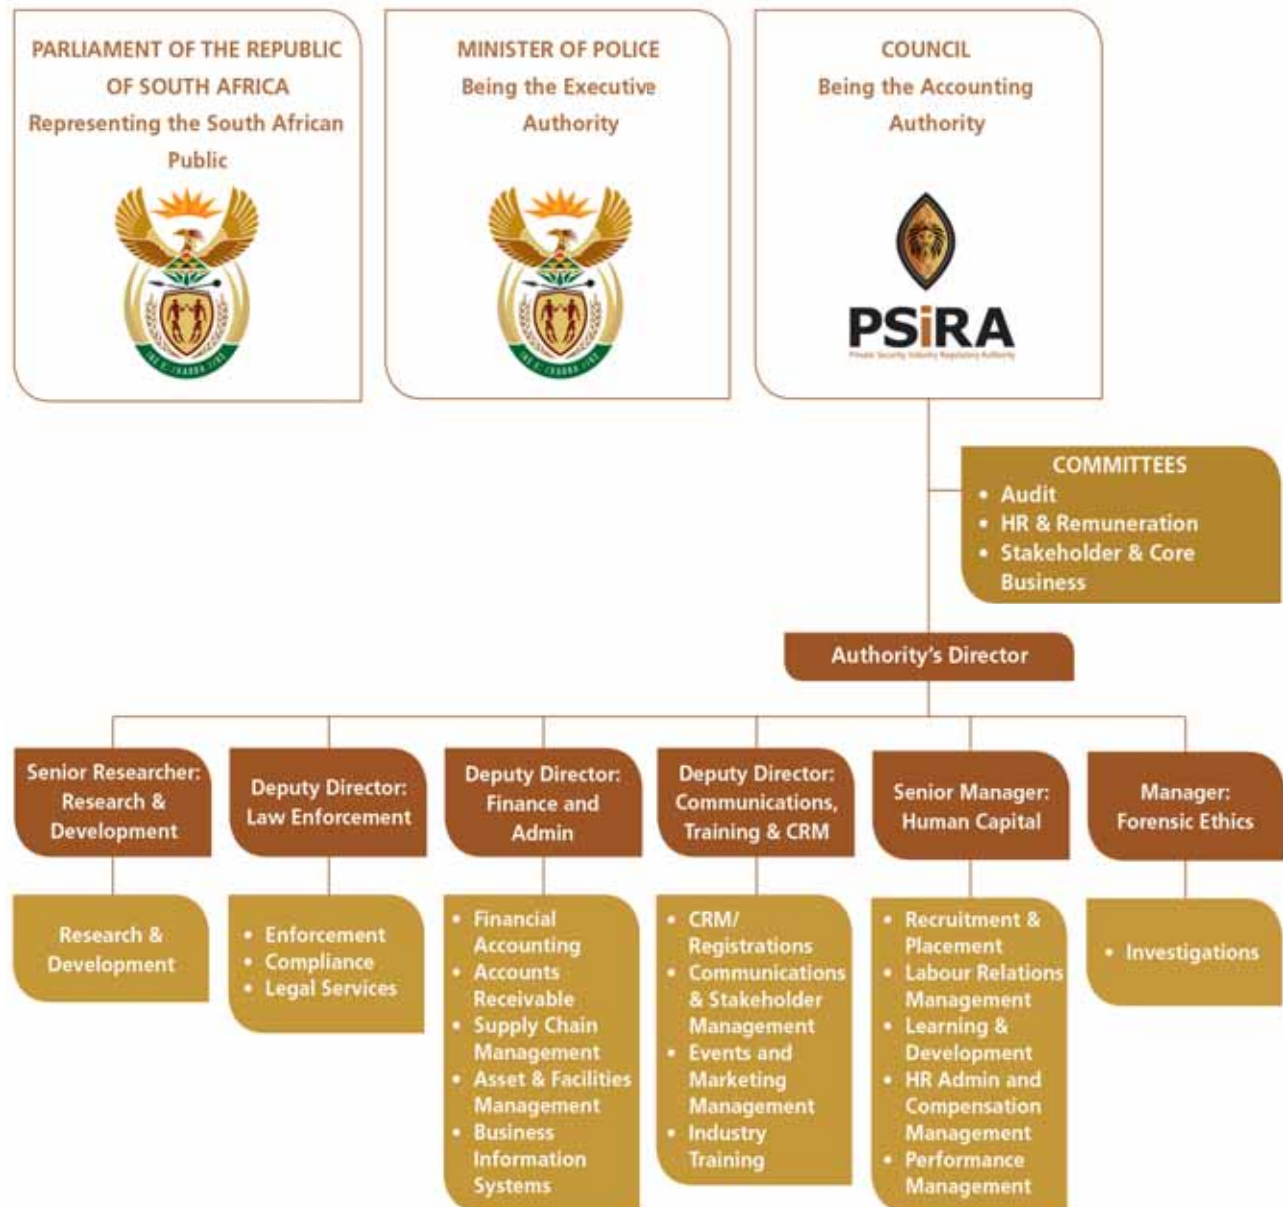 PARLIAMENT OF THE REPUBLIC
OF SOUTH AFRICA
Representing the South African
Public
MINISTER OF POLICE
Being the Executive
Authority
COUNCIL
Being the Accounting
Authority
PSiRA
Private Security Industry Regulatory Authority
COMMITTEES
• Audit
• HR & Remuneration
• Stakeholder & Core
Business
Authority's Director
Senior Researcher:
Research &
Development
Deputy Director:
Law Enforcement
Deputy Director:
Finance and
Admin
Deputy Director:
Communications,
Training & CRM
Senior Manager:
Human Capital
Manager:
Forensic Ethics
Research &
Development
• Enforcement
• Compliance
• Legal Services
• Financial
Accounting
• Accounts
Receivable
• Supply Chain
Management
• Asset & Facilities
Management
• Business
Information
Systems
• CRM/
Registrations
• Communications
& Stakeholder
Management
• Events and
Marketing
Management
• Industry
Training
• Recruitment &
Placement
• Labour Relations
Management
• Learning &
Development
• HR Admin and
Compensation
Management
• Performance
Management
• Investigations